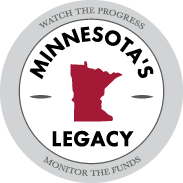 WATCH THE PROGRESS
MINNESOTA'S
LEGACY
MONITOR THE FUNDS